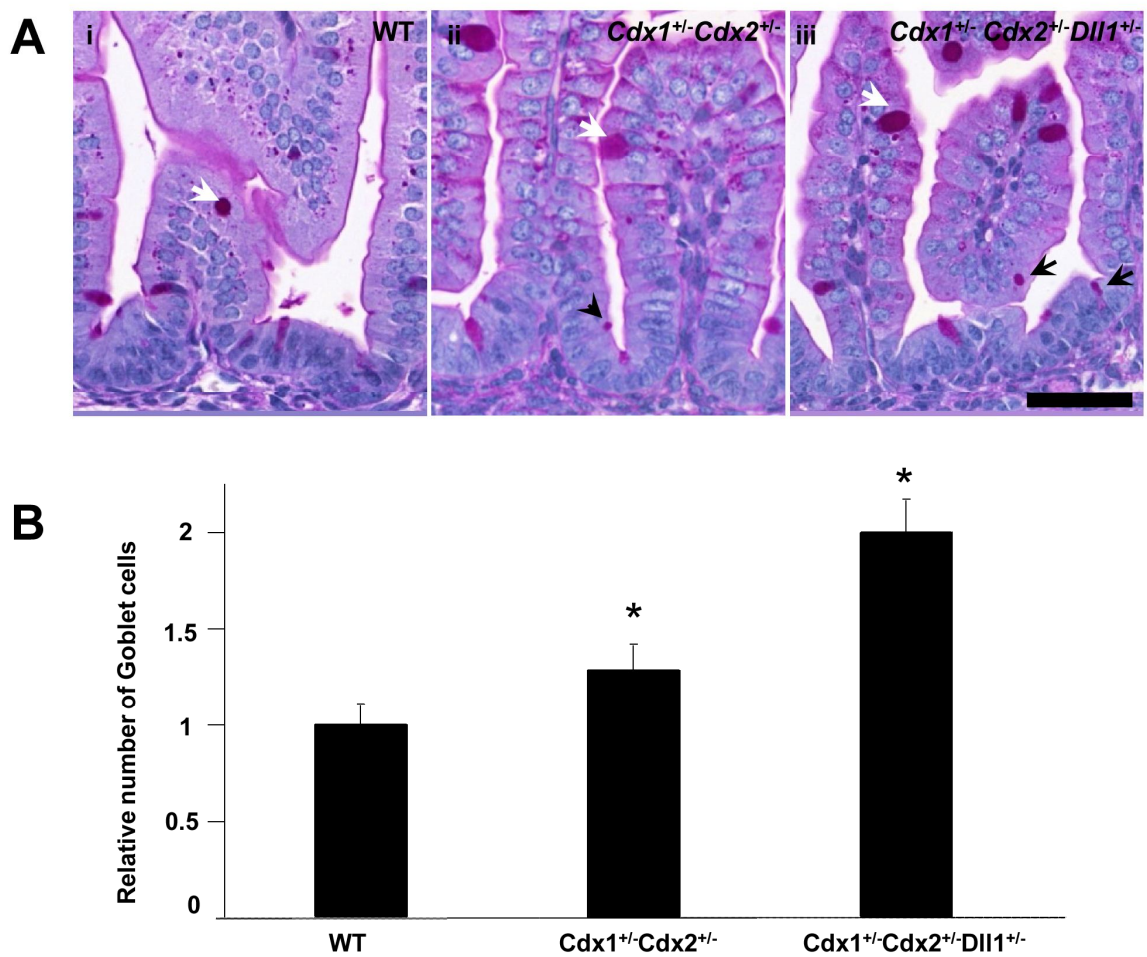 A
i
WT
ii
Cdx1+/-Cdx2+/-
iii
Cdx1+/- Cdx2+/-Dll1+/-
B
Relative number of Goblet cells
2
1.5
1
0.5
0
*
*
WT
Cdx1+/-Cdx2+/-
Cdx1+/-Cdx2+/-Dll1+/-